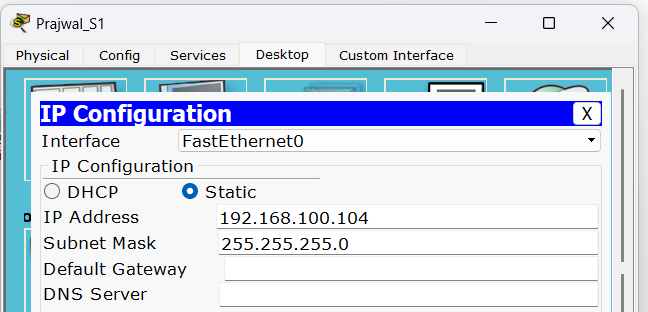 Prajwal_S1
Physical Config Services Desktop Custom Interface
IP Configuration X
Interface FastEthernet0
IP Configuration
DHCP Static
IP Address 192.168.100.104
Subnet Mask 255.255.255.0
Default Gateway
DNS Server